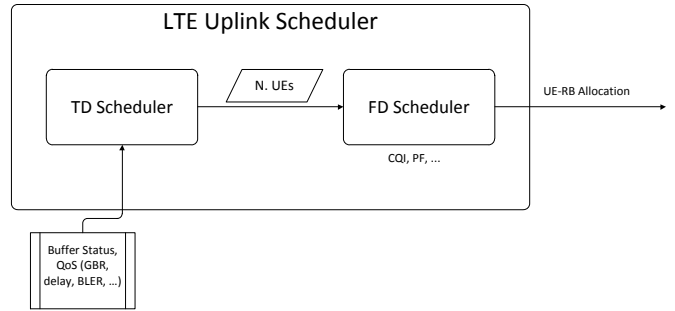 LTE Uplink Scheduler
TD Scheduler
N. UEs
FD Scheduler
UE-RB Allocation
CQI, PF, ...
Buffer Status,
QoS (GBR,
delay, BLER, ...)